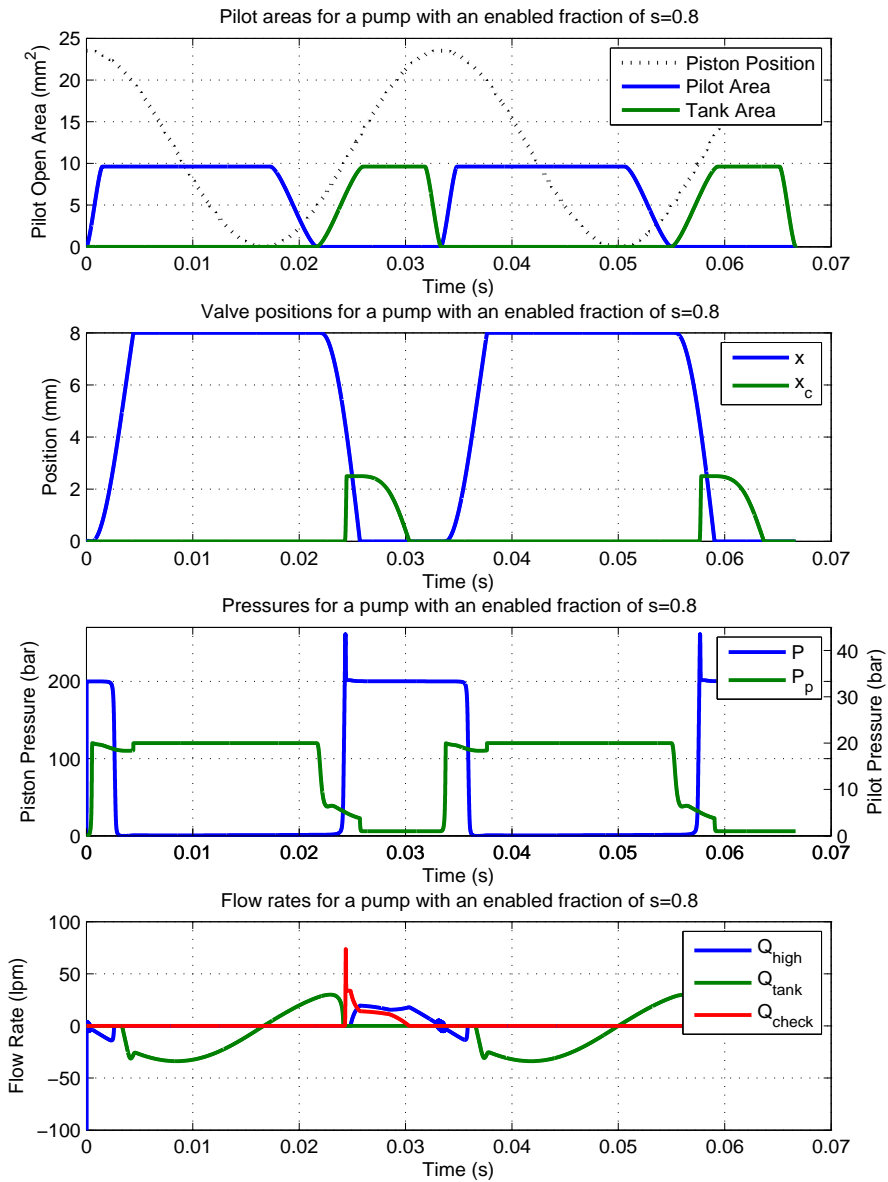 Pilot areas for a pump with an enabled fraction of s=0.8
25
20
15
10
5
0
Pilot Open Area (mm²)
Piston Position
Pilot Area
Tank Area
0 0.01 0.02 0.03 0.04 0.05 0.06 0.07
Time (s)
Valve positions for a pump with an enabled fraction of s=0.8
8
6
4
2
0
Position (mm)
x
x_c
0 0.01 0.02 0.03 0.04 0.05 0.06 0.07
Time (s)
Pressures for a pump with an enabled fraction of s=0.8
200
100
0
Piston Pressure (bar)
P
P_p
40
30
20
10
0
Pilot Pressure (bar)
0 0.01 0.02 0.03 0.04 0.05 0.06 0.07
Time (s)
Flow rates for a pump with an enabled fraction of s=0.8
100
50
0
−50
−100
Flow Rate (lpm)
Q_high
Q_tank
Q_check
0 0.01 0.02 0.03 0.04 0.05 0.06 0.07
Time (s)